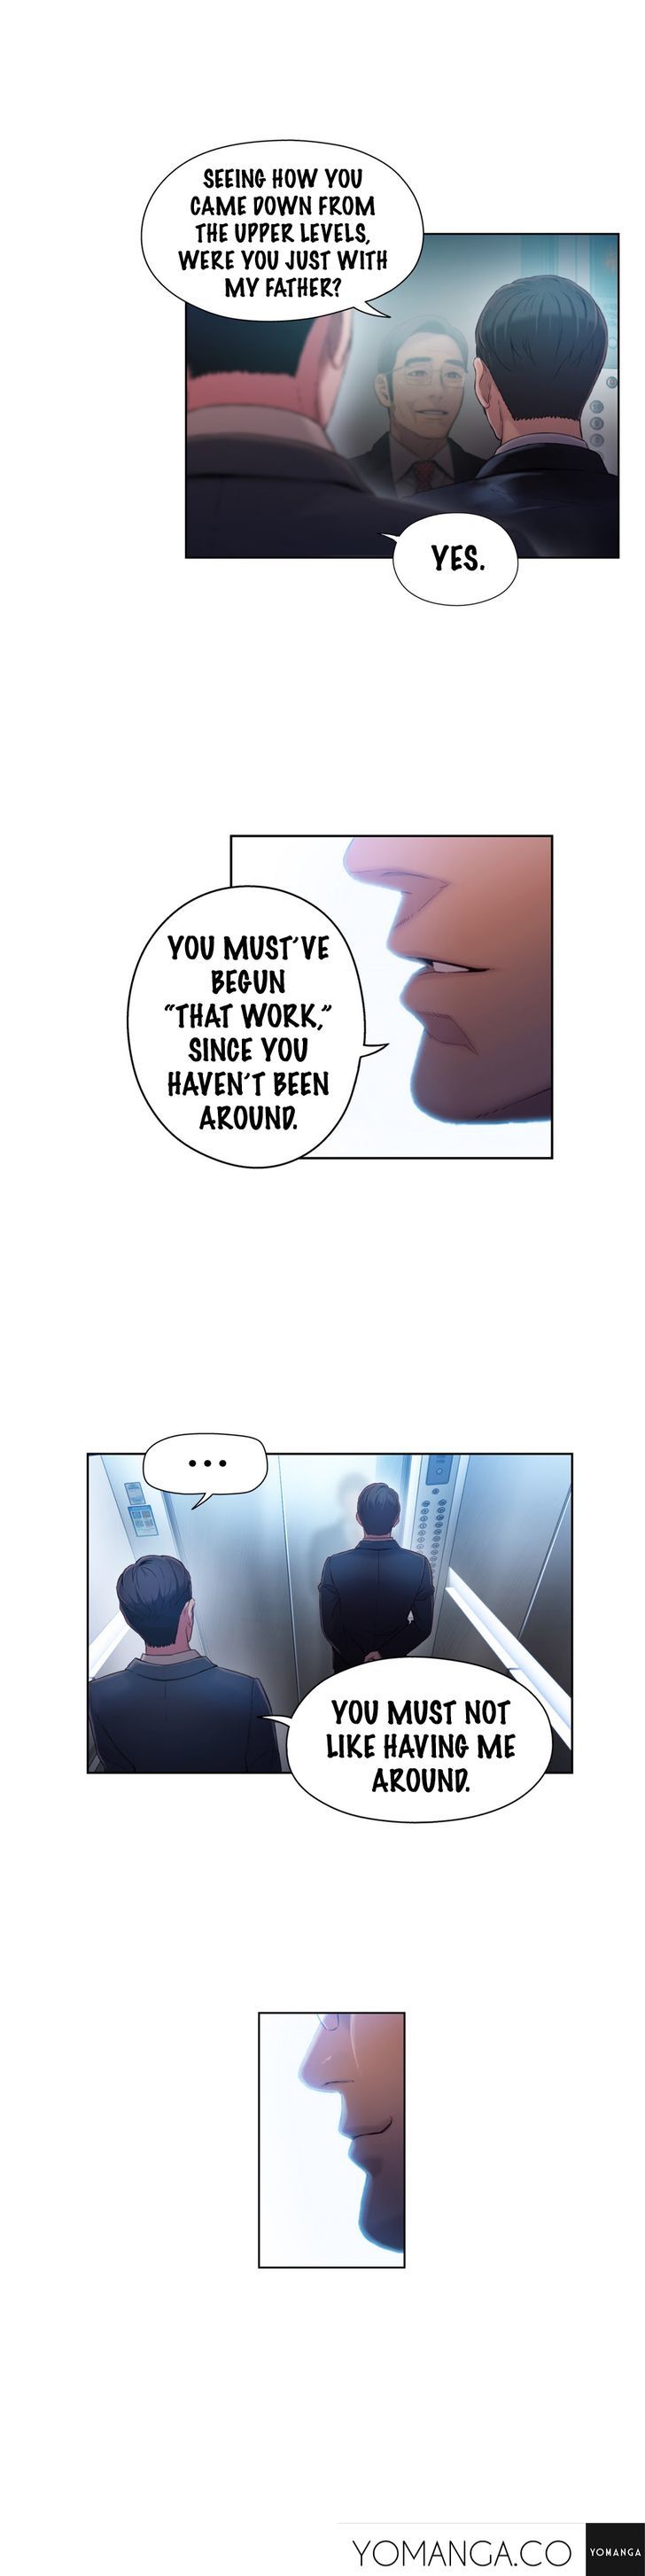 SEEING HOW YOU
CAME DOWN FROM
THE UPPER LEVELS,
WERE YOU JUST WITH
MY FATHER?
YES.
YOU MUST'VE
BEGUN
"THAT WORK,"
SINCE YOU
HAVEN'T BEEN
AROUND.
...
YOU MUST NOT
LIKE HAVING ME
AROUND.
YOMANGA.CO
YOMANGA